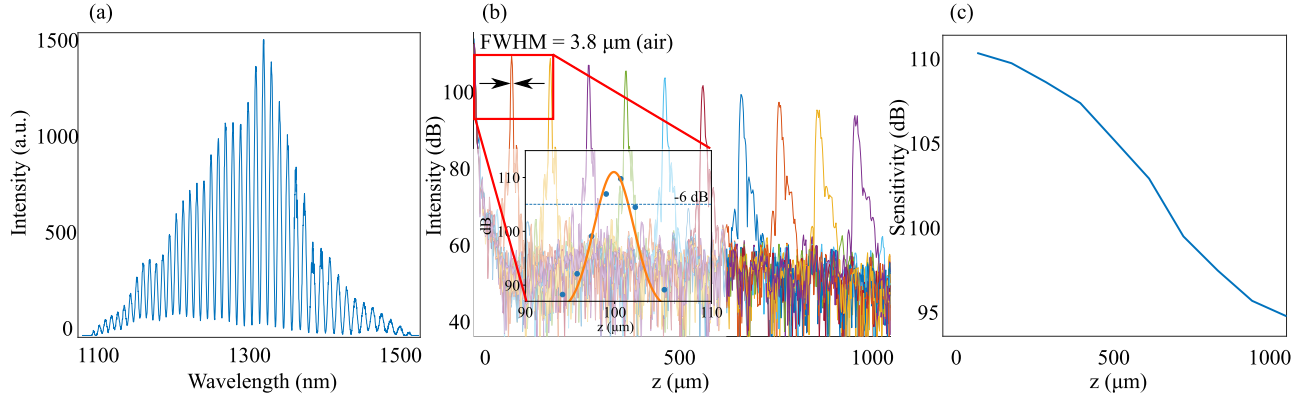 (a)
1500
1000
500
0
Intensity (a.u.)
1100
1300
1500
Wavelength (nm)
(b)
FWHM = 3.8 μm (air)
100
80
60
40
Intensity (dB)
110
100
90
dB
-6 dB
90
100
110
z (μm)
0
500
1000
z (μm)
(c)
110
105
100
95
Sensitivity (dB)
0
500
1000
z (μm)